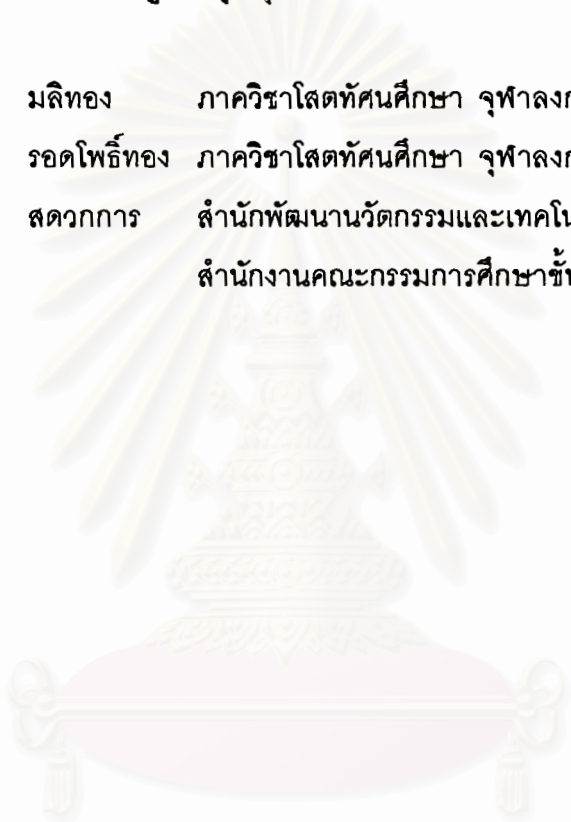 มลิทอง ภาควิชาโสตทัศนศึกษา จุฬาลงก
รอดโพธิ์ทอง ภาควิชาโสตทัศนศึกษา จุฬาลงก
สดวกการ สำนักพัฒนานวัตกรรมและเทคโน
สำนักงานคณะกรรมการศึกษาขั้น